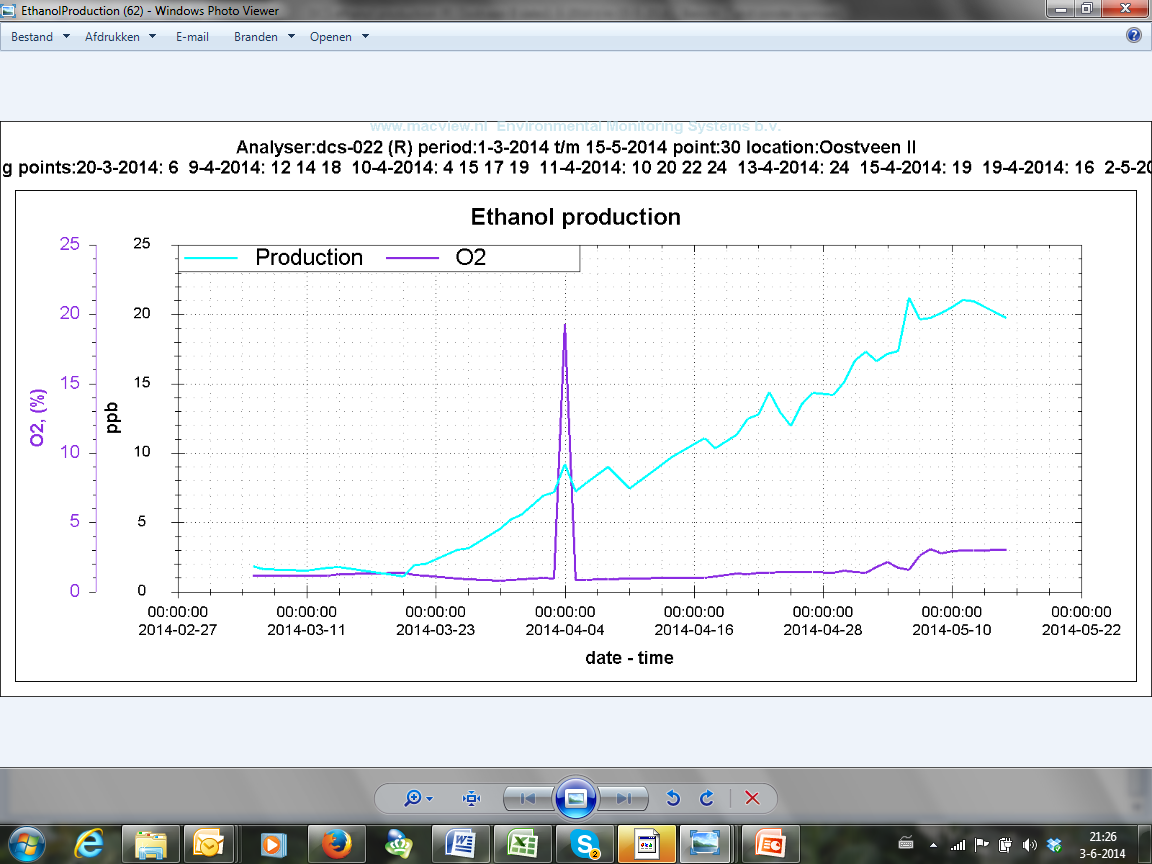 EthanolProduction (62) - Windows Photo Viewer
Bestand Afdrukken E-mail Branden Openen
www.macview.nl Environmental Monitoring Systems b.v.
Analyser:dcs-022 (R) period:1-3-2014 t/m 15-5-2014 point:30 location:Oostveen II
g points:20-3-2014: 6 9-4-2014: 12 14 18 10-4-2014: 4 15 17 19 11-4-2014: 10 20 22 24 13-4-2014: 24 15-4-2014: 19 19-4-2014: 16 2-5-20
Ethanol production
Production O2
25 25
20 20
15 15
10 10
5 5
0 0
O2, (%)
ppb
00:00:00 00:00:00 00:00:00 00:00:00 00:00:00 00:00:00 00:00:00 00:00:00
2014-02-27 2014-03-11 2014-03-23 2014-04-04 2014-04-16 2014-04-28 2014-05-10 2014-05-22
date - time
21:26
3-6-2014